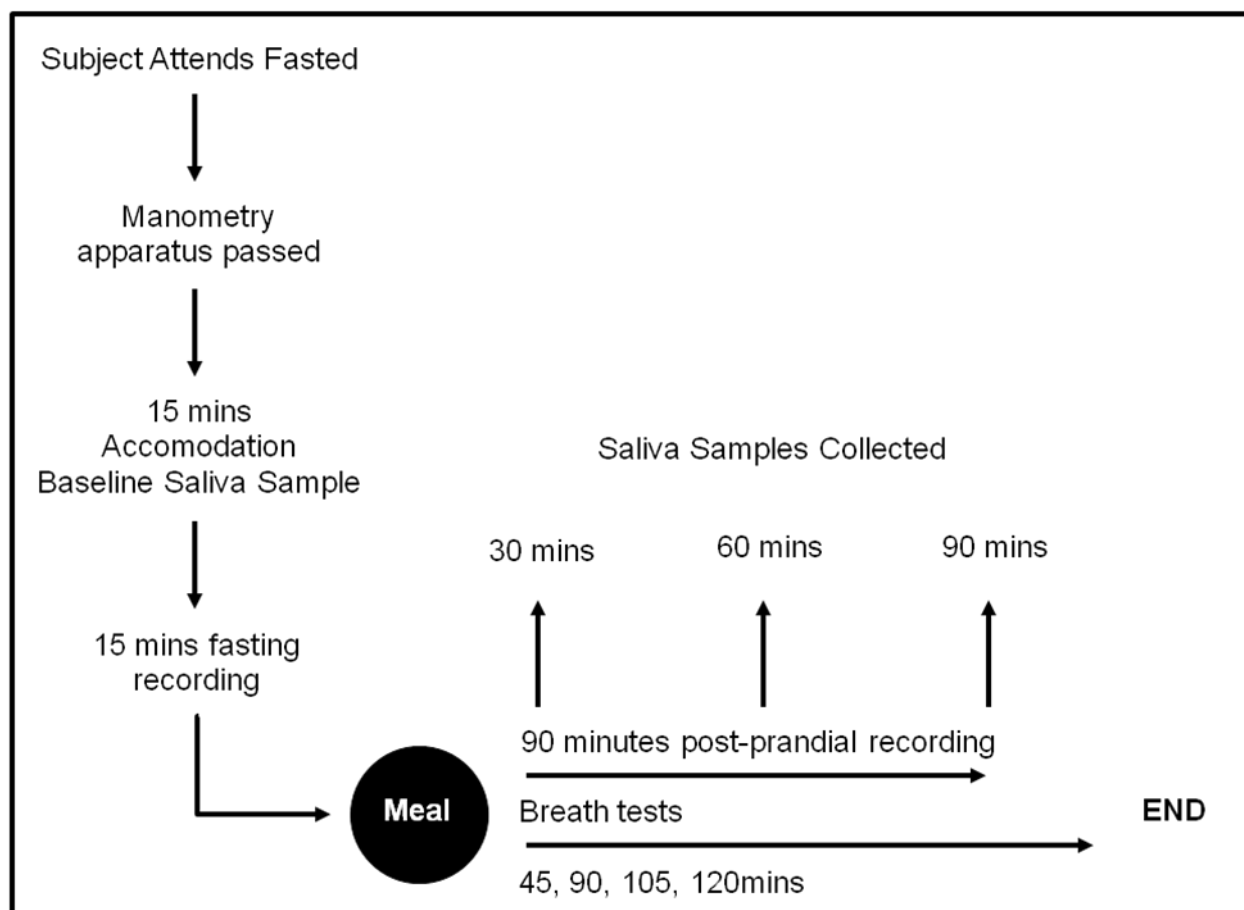 Subject Attends Fasted
Manometry
apparatus passed
15 mins
Accomodation
Baseline Saliva Sample
15 mins fasting
recording
Meal
Saliva Samples Collected
30 mins
60 mins
90 mins
90 minutes post-prandial recording
Breath tests
45, 90, 105, 120mins
END